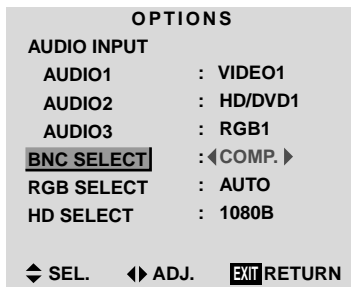 OPTIONS
AUDIO INPUT
AUDIO1 : VIDEO1
AUDIO2 : HD/DVD1
AUDIO3 : RGB1
BNC SELECT : COMP.
RGB SELECT : AUTO
HD SELECT : 1080B
SEL. ADJ. EXIT RETURN